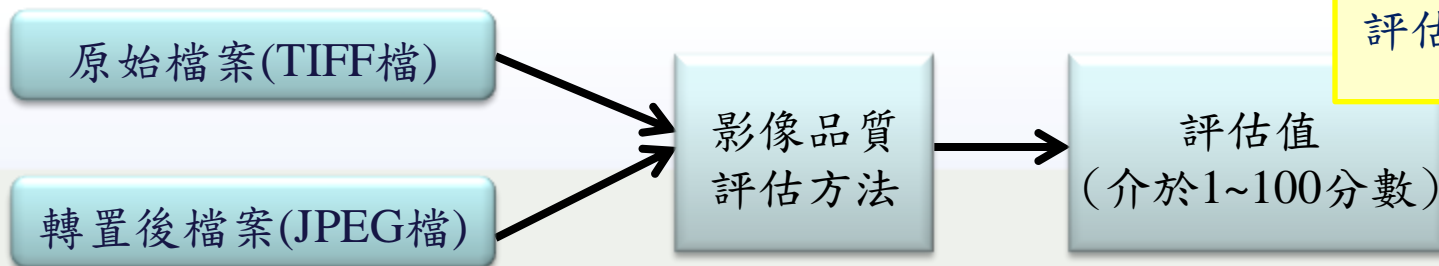 原始檔案(TIFF檔)
轉置後檔案(JPEG檔)
影像品質
評估方法
評估值
（介於1~100分數）
評估